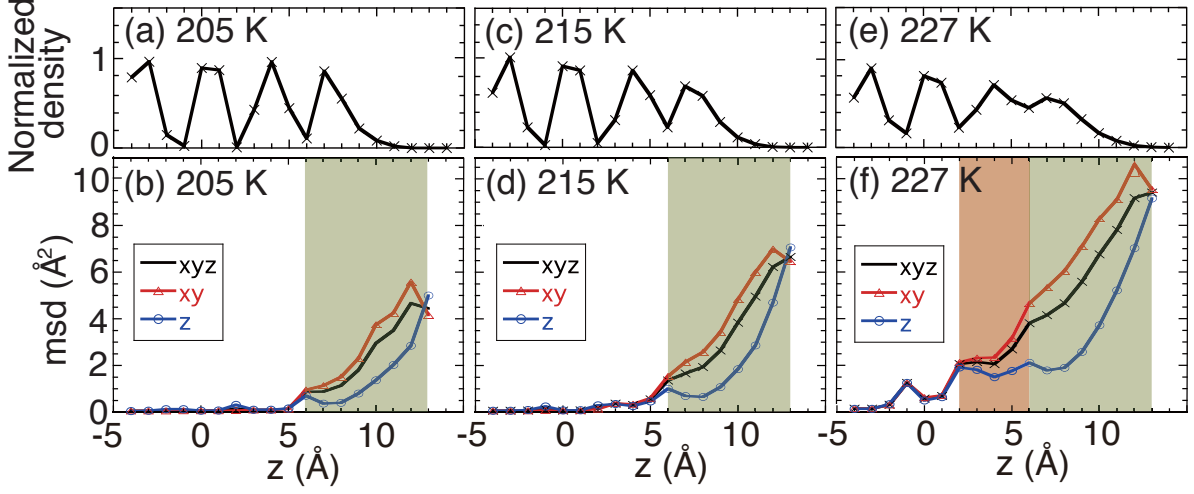 Normalized
density
(a) 205 K
(c) 215 K
(e) 227 K
1
0
(b) 205 K
(d) 215 K
(f) 227 K
msd (Å²)
10
8
6
4
2
0
xyz
xy
z
xyz
xy
z
xyz
xy
z
-5 0 5 10
-5 0 5 10
-5 0 5 10
z (Å)
z (Å)
z (Å)